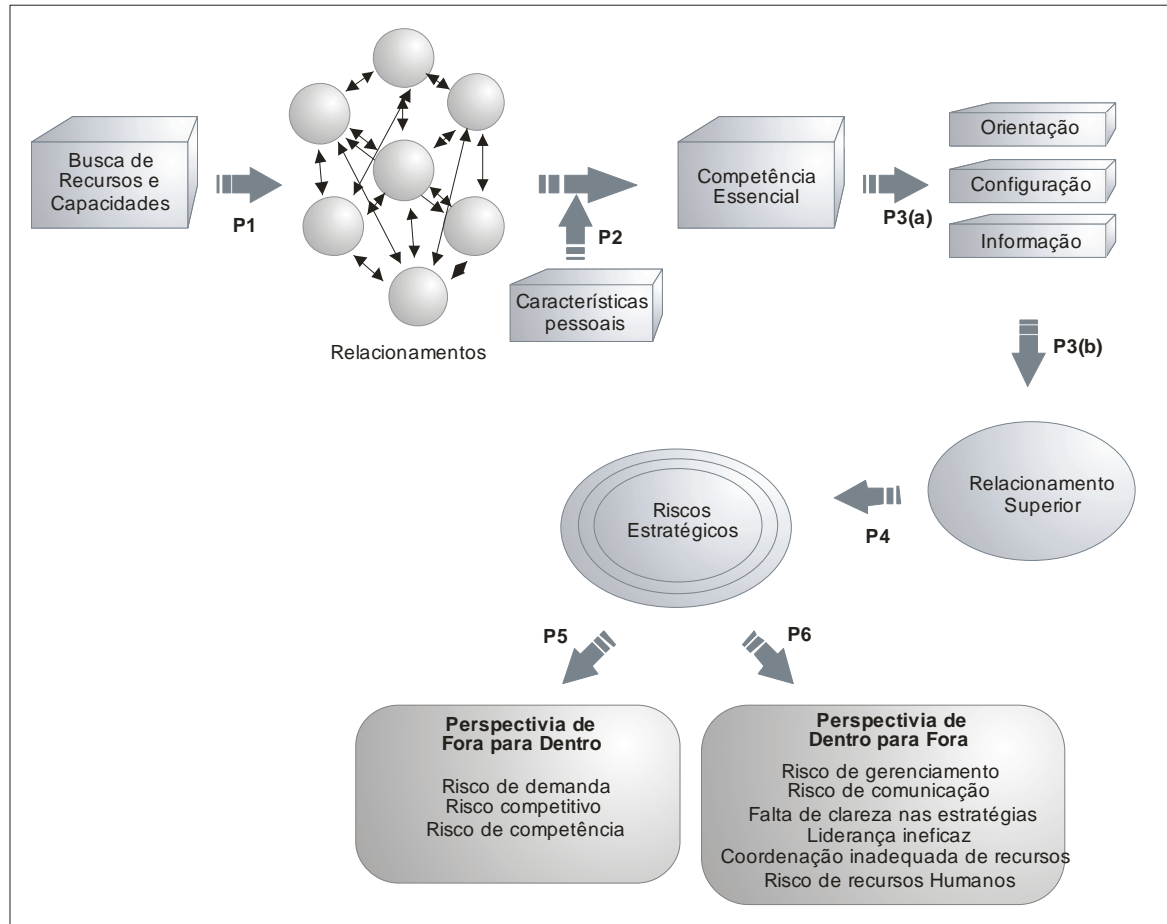 Busca de
Recursos e
Capacidades
P1
Relacionamentos
P2
Característícas
pessoais
Competência
Essencial
P3(a)
Orientação
Configuração
Informação
P3(b)
Relacionamento
Superior
P4
Riscos
Estratégicos
P5
P6
Perspectivia de
Fora para Dentro
Risco de demanda
Risco competitivo
Risco de competência
Perspectivia de
Dentro para Fora
Risco de gerenciamento
Risco de comunicação
Falta de clareza nas estratégias
Liderança ineficaz
Coordenação inadequada de recursos
Risco de recursos Humanos